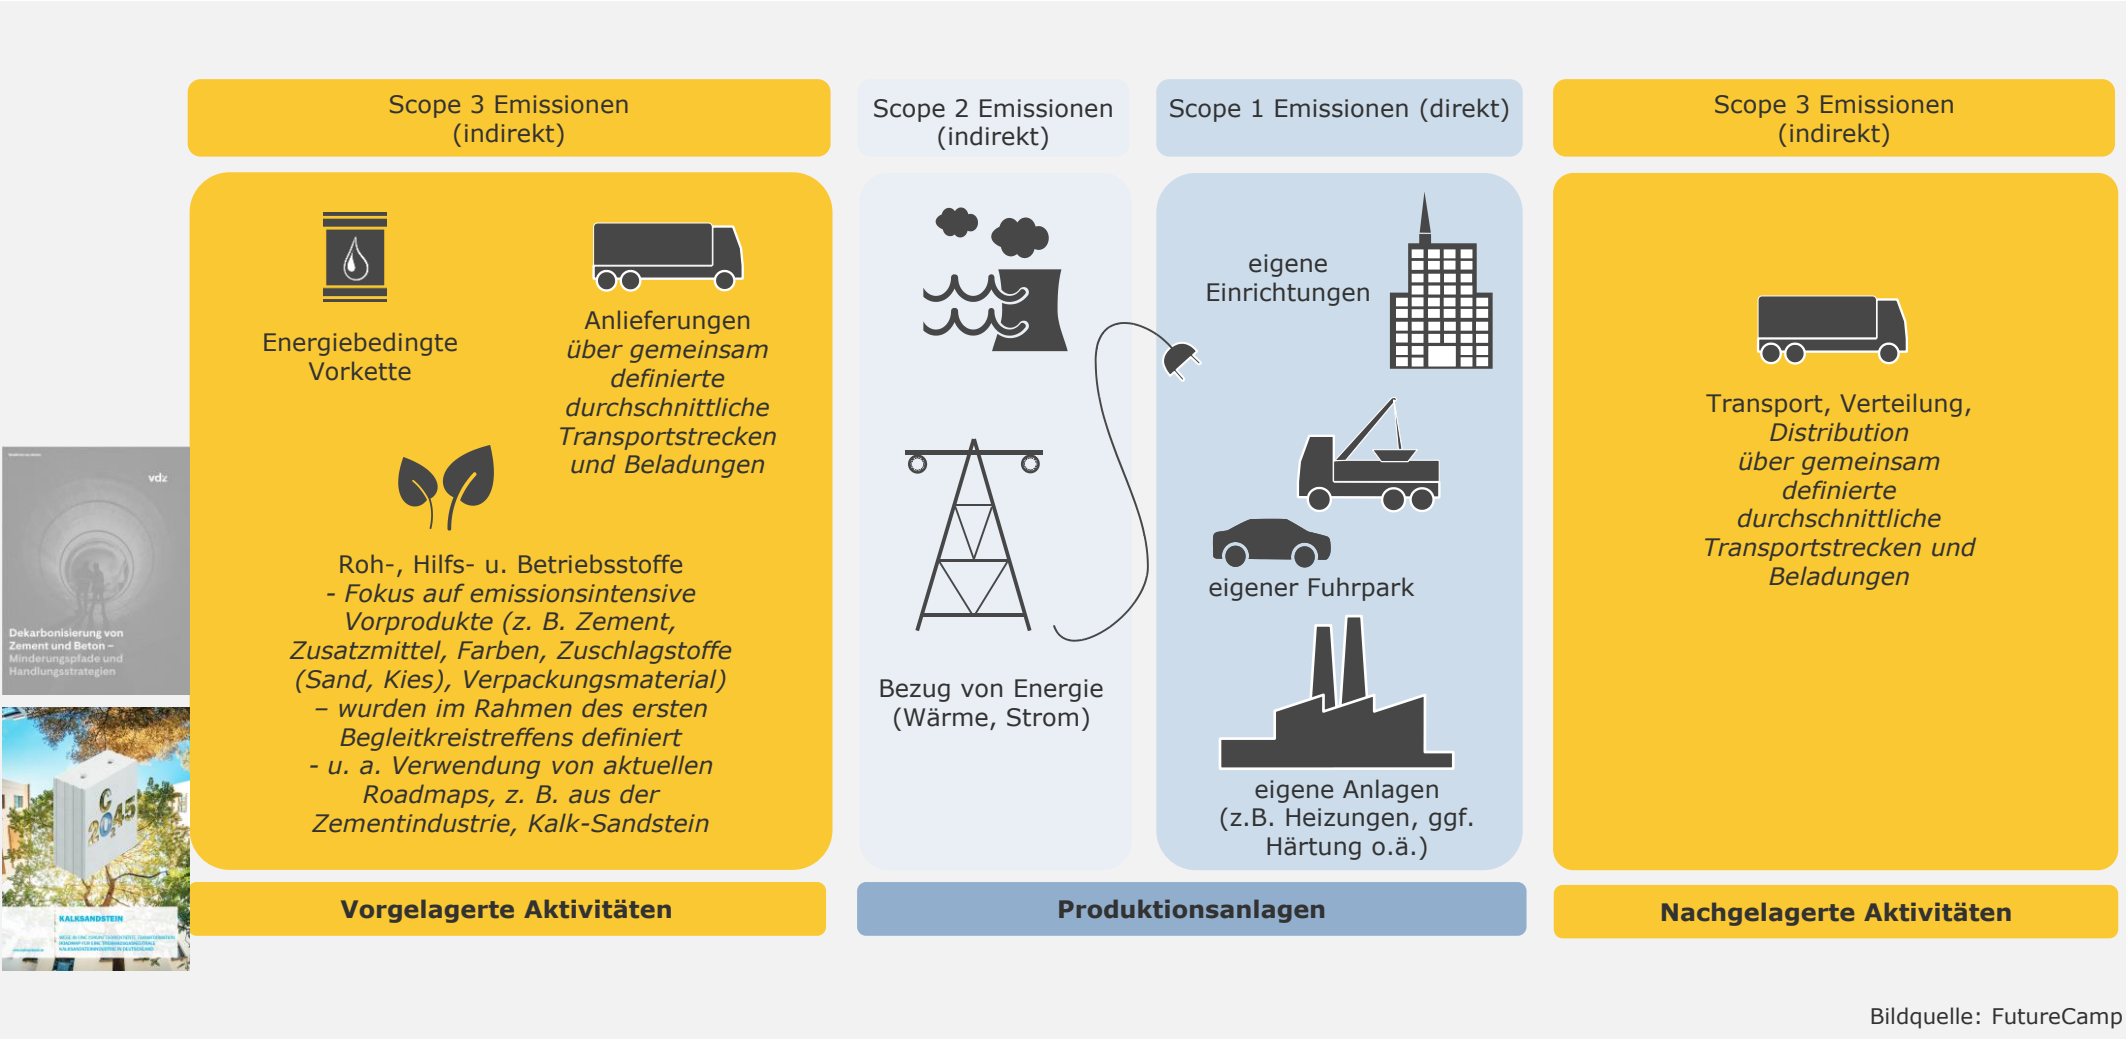 Scope 3 Emissionen
(indirekt)
Energiebedingte
Vorkette
Anlieferungen
über gemeinsam
definierte
durchschnittliche
Transportstrecken
und Beladungen
Roh-, Hilfs- u. Betriebsstoffe
- Fokus auf emissionsintensive
Vorprodukte (z. B. Zement,
Zusatzmittel, Farben, Zuschlagstoffe
(Sand, Kies), Verpackungsmaterial)
– wurden im Rahmen des ersten
Begleitkreistreffens definiert
- u. a. Verwendung von aktuellen
Roadmaps, z. B. aus der
Zementindustrie, Kalk-Sandstein
Vorgelagerte Aktivitäten
vdz
Dekarbonisierung von
Zement und Beton –
Minderungspfade und
Handlungsstrategien
KALKSANDSTEIN
Scope 2 Emissionen
(indirekt)
Bezug von Energie
(Wärme, Strom)
Scope 1 Emissionen (direkt)
eigene
Einrichtungen
eigener Fuhrpark
eigene Anlagen
(z.B. Heizungen, ggf.
Härtung o.ä.)
Produktionsanlagen
Scope 3 Emissionen
(indirekt)
Transport, Verteilung,
Distribution
über gemeinsam
definierte
durchschnittliche
Transportstrecken und
Beladungen
Nachgelagerte Aktivitäten
Bildquelle: FutureCamp